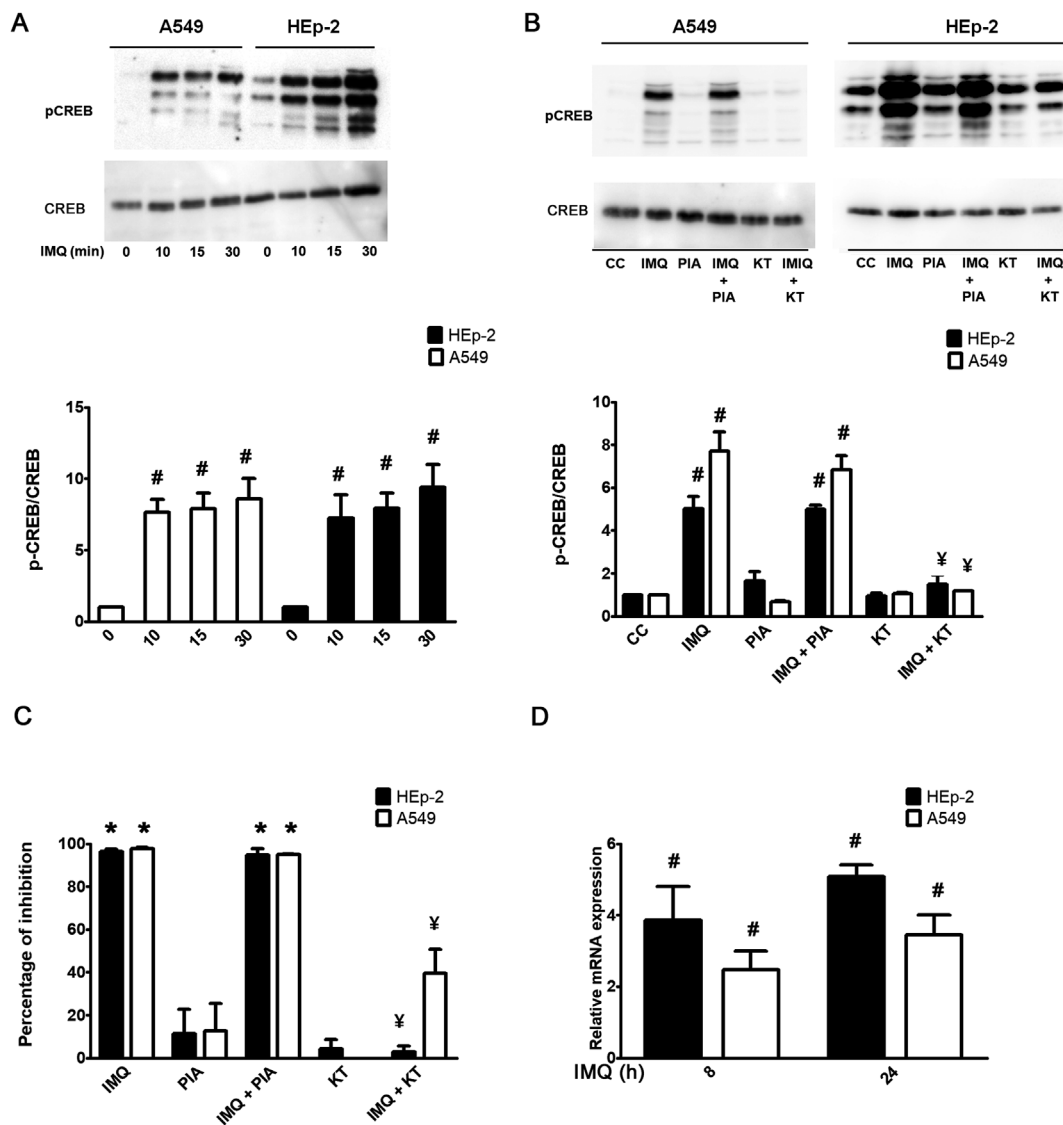 A
A549 HEp-2
pCREB
CREB
IMQ (min) 0 10 15 30 0 10 15 30
HEp-2
A549
p-CREB/CREB
15
10
5
0
# # # # # #
0 10 15 30 0 10 15 30
B
A549 HEp-2
pCREB
CREB
CC IMQ PIA IMQ KT IMIQ CC IMQ PIA IMQ KT IMQ
+ + + +
PIA KT PIA KT
HEp-2
A549
p-CREB/CREB
10
8
6
4
2
0
# # # # ¥ ¥
CC IMQ PIA IMQ + PIA KT IMQ + KT
C
HEp-2
A549
Percentage of inhibition
100
80
60
40
20
0
* * * * ¥ ¥
IMQ PIA IMQ + PIA KT IMQ + KT
D
HEp-2
A549
Relative mRNA expression
6
4
2
0
# # # #
IMQ (h) 8 24